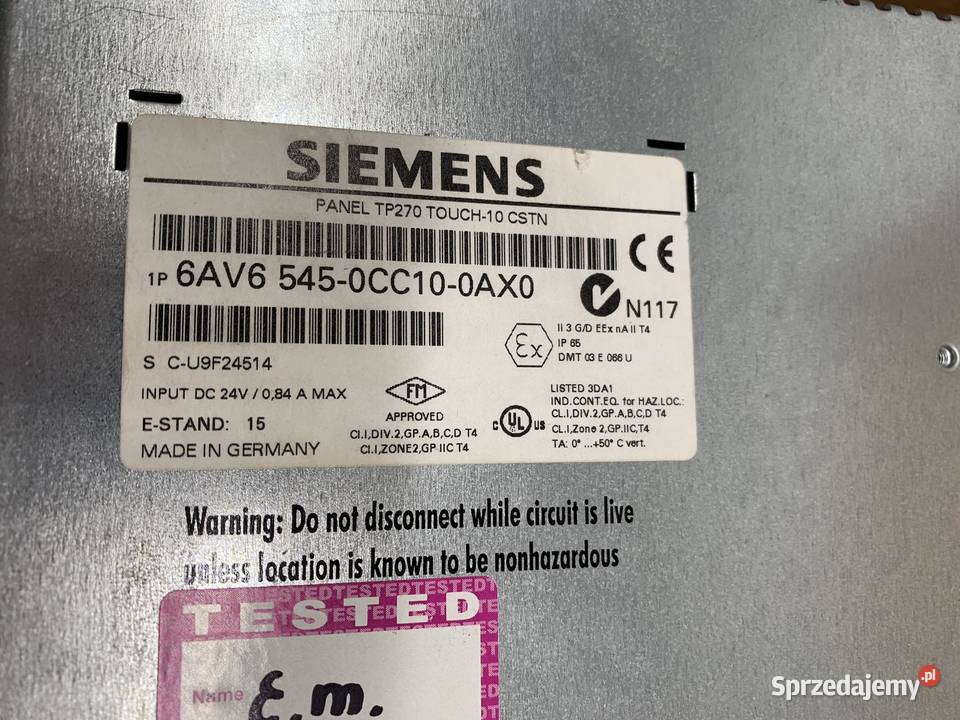 SIEMENS
PANEL TP270 TOUCH-10 CSTN
1P 6AV6 545-0CC10-0AX0
CE
N117
S C-U9F24514
Ex
II 3 G/D EEx nA II T4
IP 65
DMT 03 E 066 U
INPUT DC 24V / 0,84 A MAX
E-STAND: 15
MADE IN GERMANY
FM
APPROVED
Cl.I,DIV.2,GP.A,B,C,D T4
Cl.I,ZONE2,GP IIC T4
c UL us
LISTED 3DA1
IND.CONT.EQ. for HAZ.LOC.:
CL.I,DIV.2,GP.A,B,C,D T4
CL.I,Zone 2,GP.IIC,T4
TA: 0° ...+50° C vert.
Warning: Do not disconnect while circuit is live
unless location is known to be nonhazardous
TESTED
Name E.m.
Sprzedajemy.pl